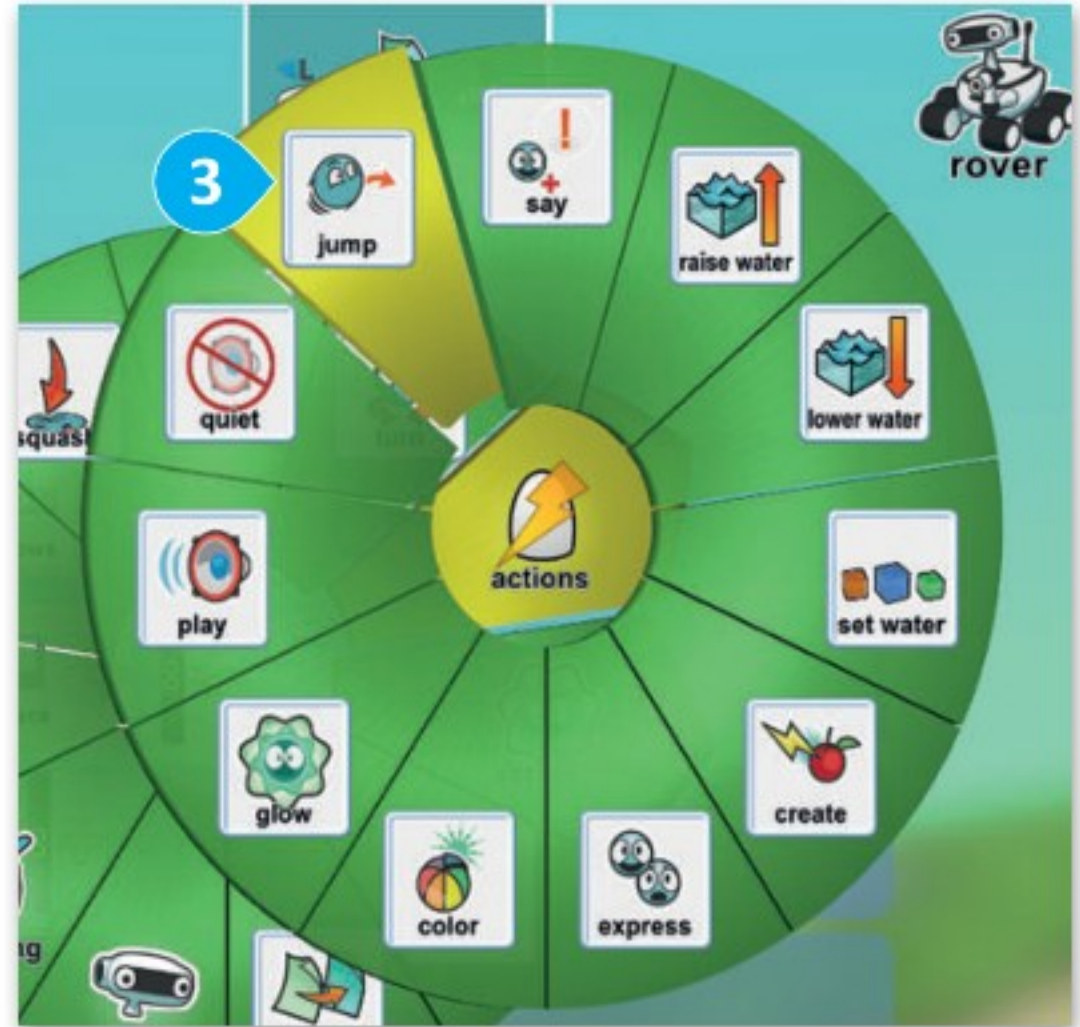 L
rover
3
jump
say
raise water
quiet
lower water
actions
play
set water
glow
create
color
express